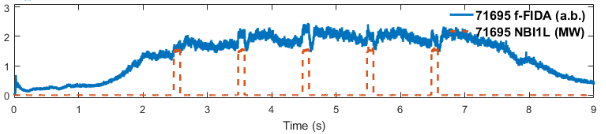 3
71695 f-FIDA (a.b.)
2
71695 NBI1L (MW)
1
0
0 1 2 3 4 5 6 7 8 9
Time (s)